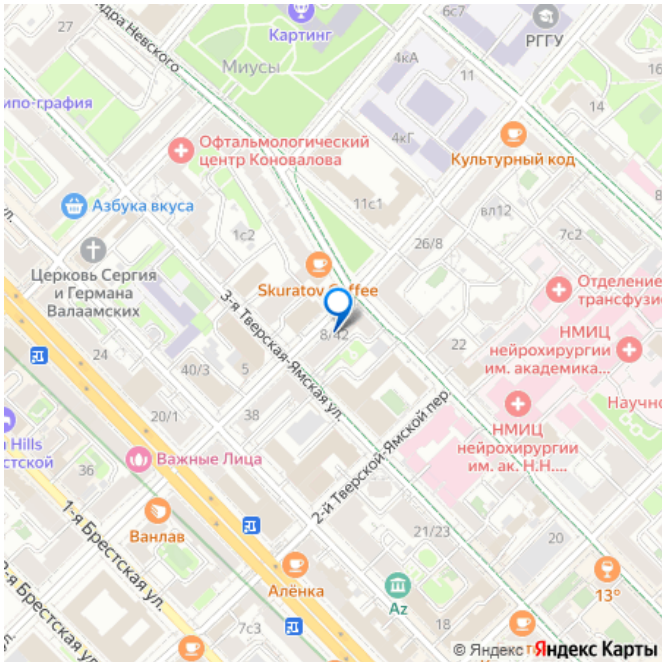 ндра Невского
Картинг
6с7
РГГУ
27
Миусы
4кА
11
14
ипо-графия
Офтальмологический
центр Коновалова
4кГ
Культурный код
Азбука вкуса
11с1
вл12
ул.
1с2
26/8
7с2
Церковь Сергия
и Германа
Валаамских
Skuratov Coffee
Отделение
трансфузио
3-я Тверская-Ямская ул.
8/42
22
НМИЦ
нейрохирургии
им. академика...
24
40/3
5
20/1
38
2-й Тверской-Ямской пер.
НМИЦ
нейрохирургии
им. ак. Н.Н....
Научно
Hills
стской
36
Важные Лица
1-я Брестская ул.
Ванлав
21/23
20
2-я Брестская ул.
Алёнка
Az
13°
7с3
18
© Яндекс Яндекс Карты